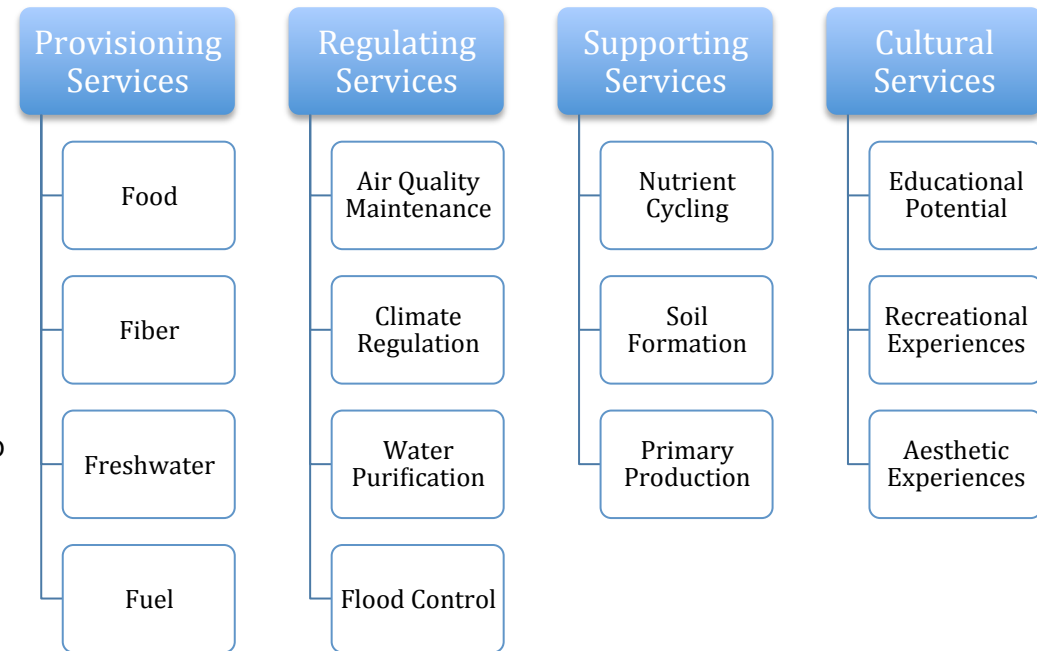 Provisioning
Services
Food
Fiber
Freshwater
Fuel
Regulating
Services
Air Quality
Maintenance
Climate
Regulation
Water
Purification
Flood Control
Supporting
Services
Nutrient
Cycling
Soil
Formation
Primary
Production
Cultural
Services
Educational
Potential
Recreational
Experiences
Aesthetic
Experiences